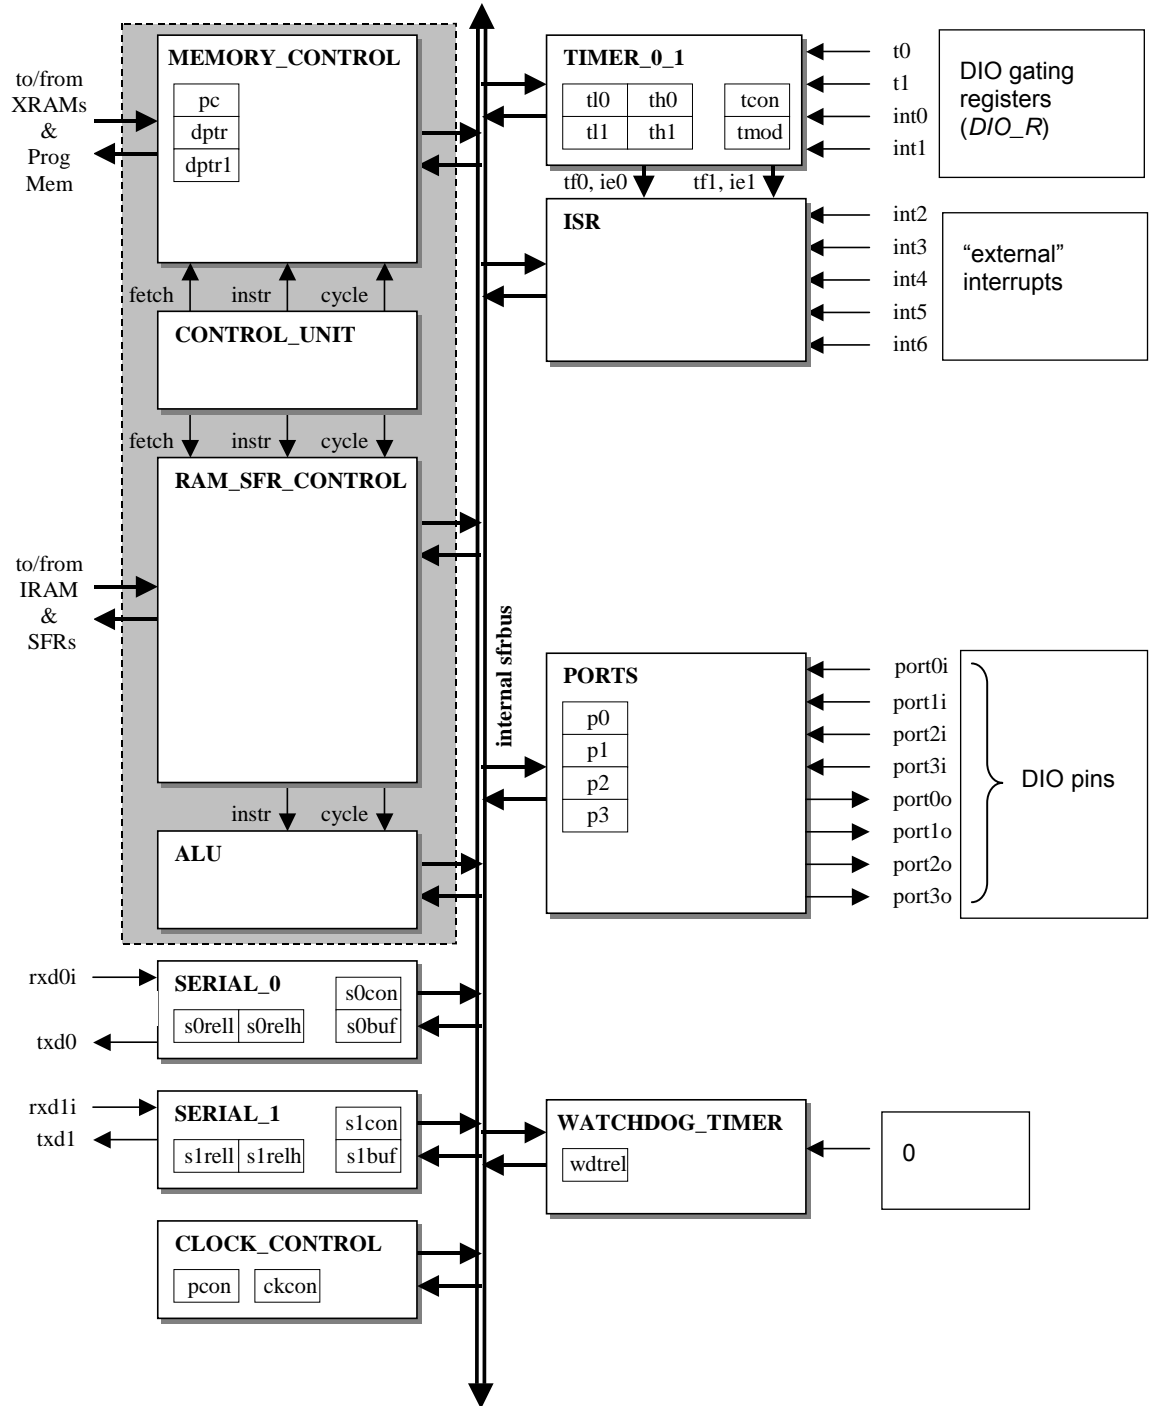 to/from
XRAMs
&
Prog
Mem
MEMORY_CONTROL
pc
dptr
dptr1
fetch instr cycle
CONTROL_UNIT
fetch instr cycle
RAM_SFR_CONTROL
to/from
IRAM
&
SFRs
instr cycle
ALU
rxd0i
txd0
SERIAL_0
s0con
s0rell s0relh s0buf
rxd1i
txd1
SERIAL_1
s1con
s1rell s1relh s1buf
CLOCK_CONTROL
pcon ckcon
internal sfrbus
TIMER_0_1
tl0 th0 tcon
tl1 th1 tmod
t0
t1
int0
int1
DIO gating
registers
(DIO_R)
tf0, ie0 tf1, ie1
ISR
int2
int3
int4
int5
int6
“external”
interrupts
PORTS
p0
p1
p2
p3
port0i
port1i
port2i
port3i
port0o
port1o
port2o
port3o
DIO pins
WATCHDOG_TIMER
wdtrel
0